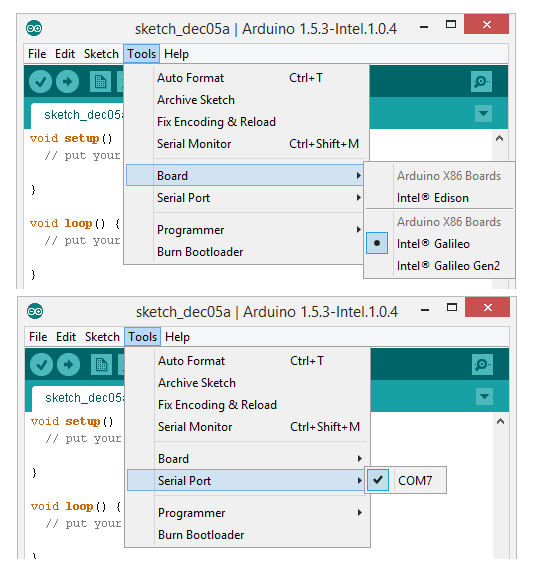 sketch_dec05a | Arduino 1.5.3-Intel.1.0.4
File Edit Sketch Tools Help
Auto Format Ctrl+T
Archive Sketch
sketch_dec05a
Fix Encoding & Reload
void setup()
Serial Monitor Ctrl+Shift+M
// put your
Board
Arduino X86 Boards
}
Serial Port
Intel® Edison
Arduino X86 Boards
void loop() {
Programmer
Intel® Galileo
// put your
Burn Bootloader
Intel® Galileo Gen2
}
sketch_dec05a | Arduino 1.5.3-Intel.1.0.4
File Edit Sketch Tools Help
Auto Format Ctrl+T
Archive Sketch
sketch_dec05
Fix Encoding & Reload
void setup()
Serial Monitor Ctrl+Shift+M
// put your
Board
}
Serial Port
COM7
void loop() {
Programmer
// put your
Burn Bootloader
}